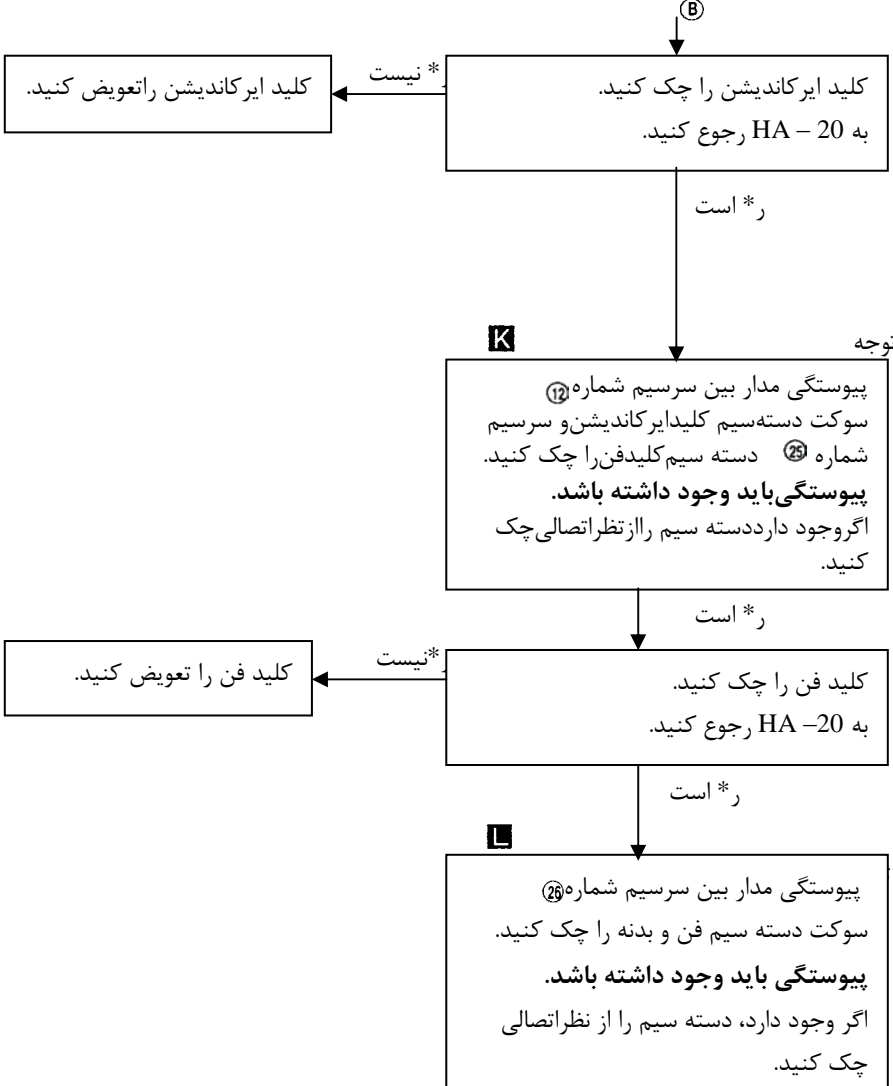 B
کلید ایرکاندیشن را چک کنید.
به HA – 20 رجوع کنید.
ر* نیست
کلید ایرکاندیشن راتعویض کنید.
ر* است
توجه
K
پیوستگی مدار بین سرسیم شماره 12
سوکت دسته‌سیم کلیدایرکاندیشن‌و سرسیم
شماره 25 دسته سیم‌کلیدفن‌را چک کنید.
پیوستگی‌باید وجود داشته باشد.
اگروجود دارددسته سیم راازتظراتصالی‌چک
کنید.
ر* است
کلید فن را چک کنید.
به HA –20 رجوع کنید.
ر*نیست
کلید فن را تعویض کنید.
ر* است
L
پیوستگی مدار بین سرسیم شماره 26
سوکت دسته سیم فن و بدنه را چک کنید.
پیوستگی باید وجود داشته باشد.
اگر وجود دارد، دسته سیم را از نظراتصالی
چک کنید.